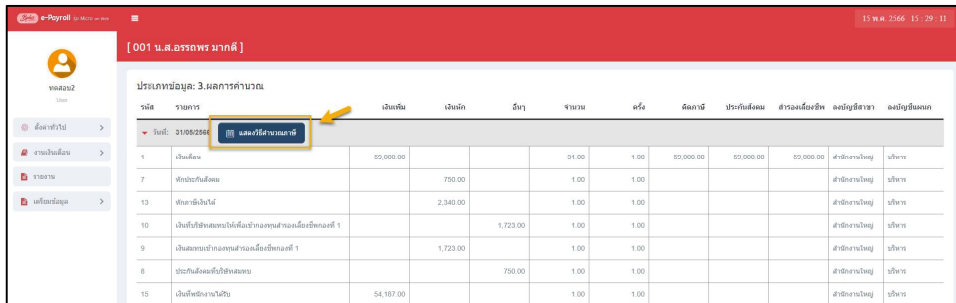 e-Payroll รุ่น Micro on Web
15 พ.ค. 2566 15 : 29 : 11
[ 001 น.ส.อรรถพร มากดี ]
ทดสอบ2
User
ตั้งค่าทั่วไป
งานเงินเดือน
รายงาน
เตรียมข้อมูล
ประเภทข้อมูล: 3.ผลการคำนวณ
รหัส รายการ เงินเพิ่ม เงินหัก อื่นๆ จำนวน ครั้ง คิดภาษี ประกันสังคม สำรองเลี้ยงชีพ ลงบัญชีสาขา ลงบัญชีแผนก
วันที่: 31/05/2566 แสดงวิธีคำนวณภาษี
1 เงินเดือน 1.00 สำนักงานใหญ่ บริหาร
7 หักประกันสังคม 750.00 1.00 1.00 สำนักงานใหญ่ บริหาร
13 หักภาษีเงินได้ 2,340.00 1.00 1.00 สำนักงานใหญ่ บริหาร
10 เงินที่บริษัทสมทบให้เพื่อเข้ากองทุนสำรองเลี้ยงชีพกองที่ 1 1,723.00 1.00 1.00 สำนักงานใหญ่ บริหาร
9 เงินสมทบเข้ากองทุนสำรองเลี้ยงชีพกองที่ 1 1,723.00 1.00 1.00 สำนักงานใหญ่ บริหาร
8 ประกันสังคมที่บริษัทสมทบ 750.00 1.00 1.00 สำนักงานใหญ่ บริหาร
15 เงินที่พนักงานได้รับ 54,187.00 1.00 1.00 สำนักงานใหญ่ บริหาร